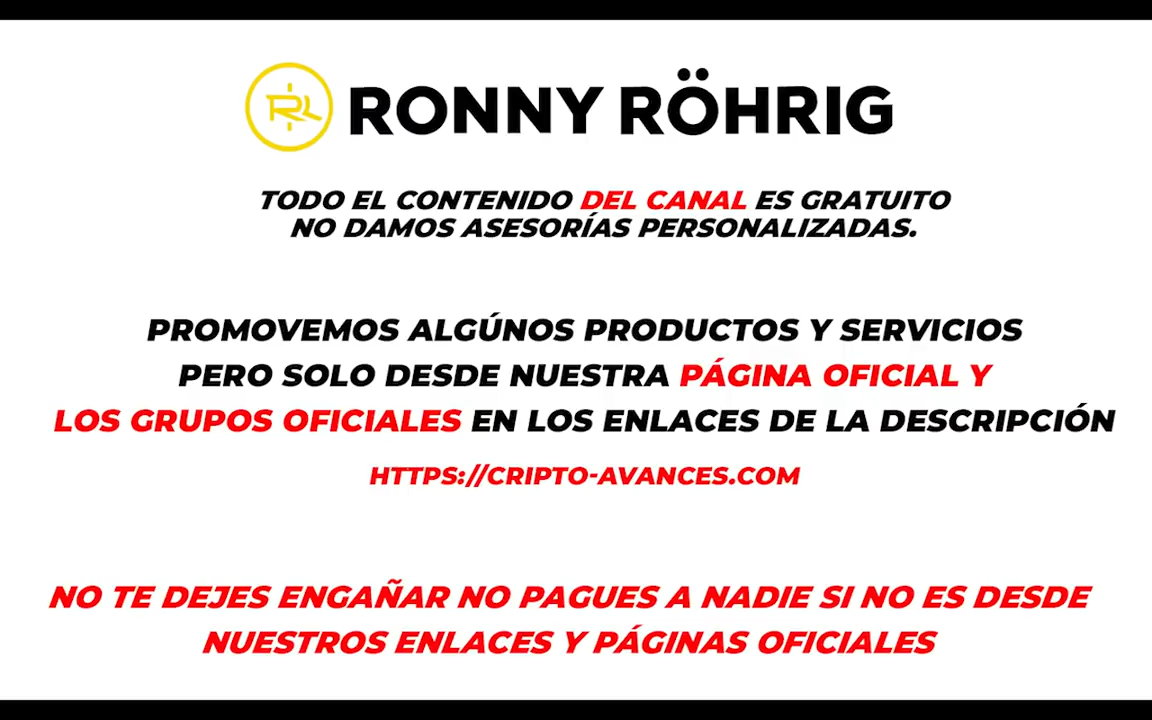 RONNY RÖHRIG
TODO EL CONTENIDO DEL CANAL ES GRATUITO
NO DAMOS ASESORÍAS PERSONALIZADAS.
PROMOVEMOS ALGÚNOS PRODUCTOS Y SERVICIOS
PERO SOLO DESDE NUESTRA PÁGINA OFICIAL Y
LOS GRUPOS OFICIALES EN LOS ENLACES DE LA DESCRIPCIÓN
HTTPS://CRIPTO-AVANCES.COM
NO TE DEJES ENGAÑAR NO PAGUES A NADIE SI NO ES DESDE
NUESTROS ENLACES Y PÁGINAS OFICIALES